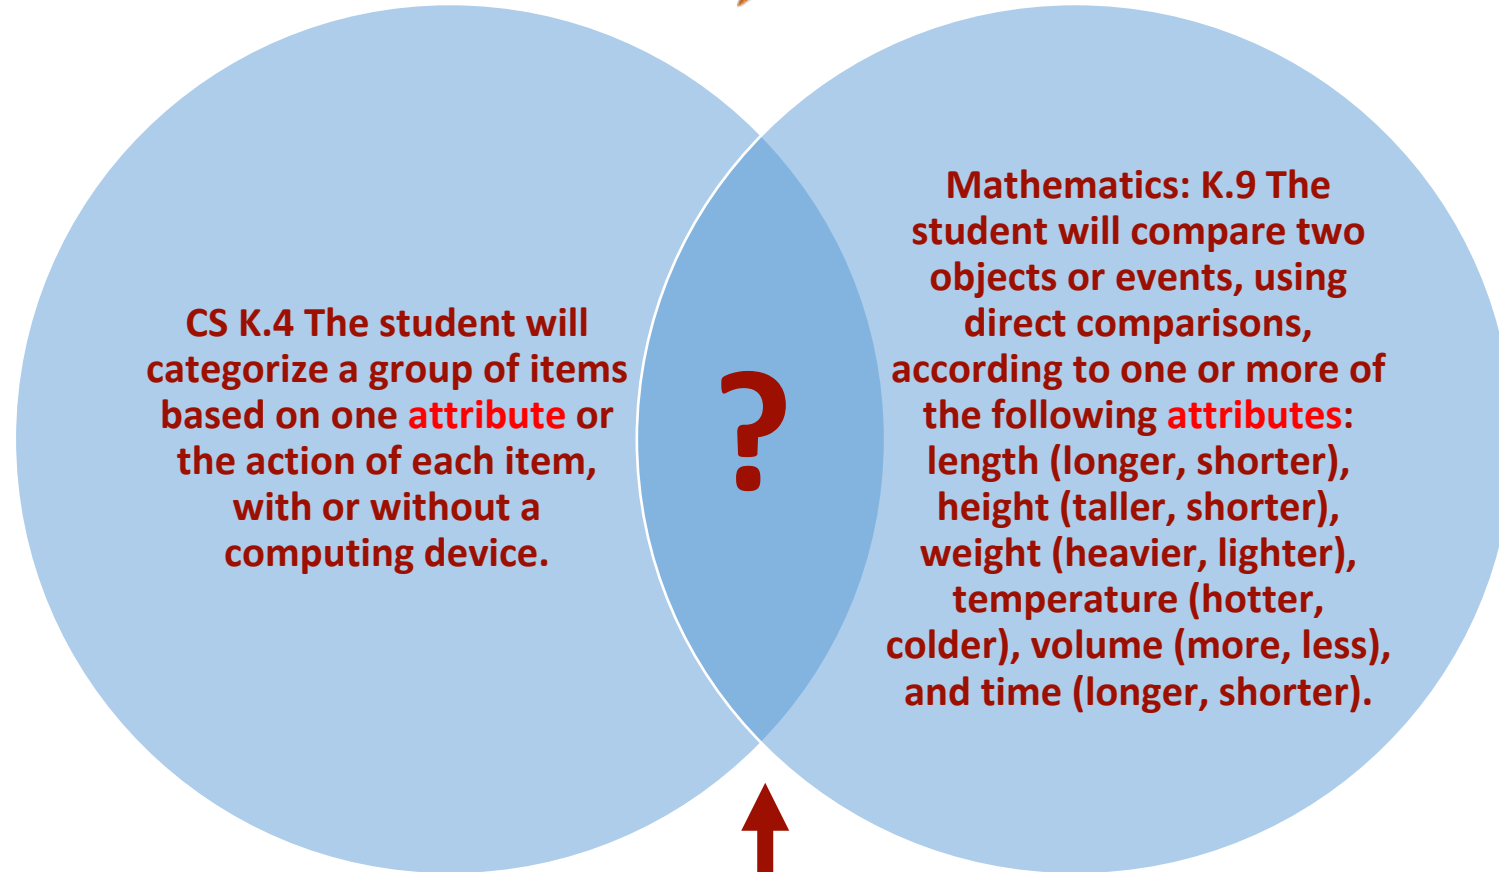 CS K.4 The student will
categorize a group of items
based on one attribute or
the action of each item,
with or without a
computing device.
?
Mathematics: K.9 The
student will compare two
objects or events, using
direct comparisons,
according to one or more of
the following attributes:
length (longer, shorter),
height (taller, shorter),
weight (heavier, lighter),
temperature (hotter,
colder), volume (more, less),
and time (longer, shorter).